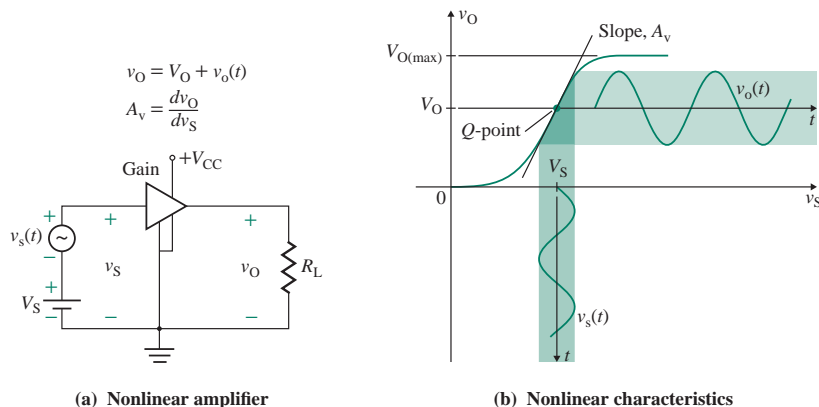 v_O = V_O + v_o(t)
A_v = dv_O / dv_S
Gain
+V_CC
+
+
+
v_s(t)
~
−
+
V_S
−
v_S
−
v_O
−
R_L
(a) Nonlinear amplifier
v_O
Slope, A_v
V_O(max)
V_O
v_o(t)
t
Q-point
V_S
0
v_S
v_s(t)
t
(b) Nonlinear characteristics